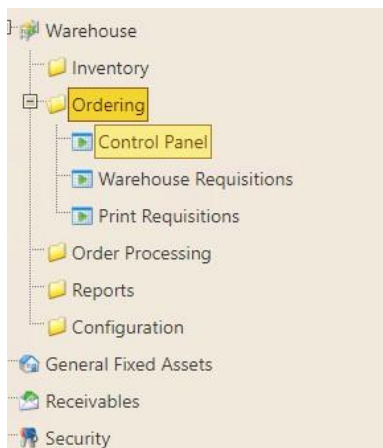 Warehouse
Inventory
Ordering
Control Panel
Warehouse Requisitions
Print Requisitions
Order Processing
Reports
Configuration
General Fixed Assets
Receivables
Security